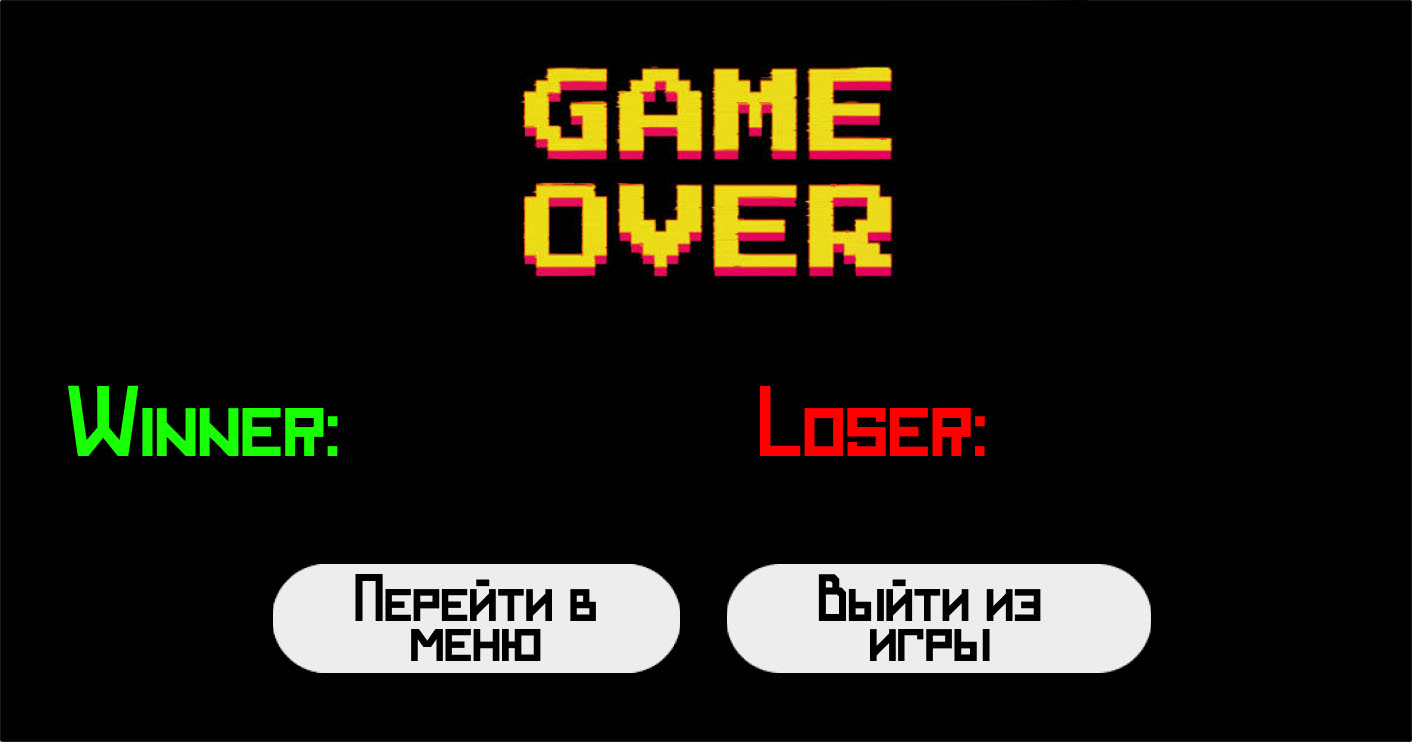 GAME
OVER
Winner: Loser:
Перейти в
меню
Выйти из
игры